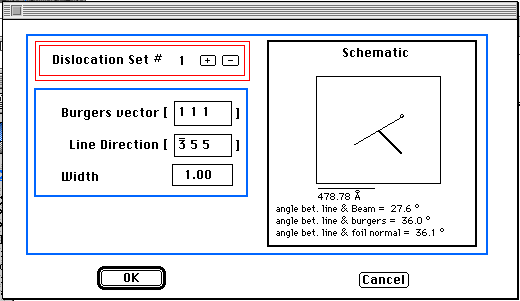 Dislocation Set # 1 + −
Burgers vector [ 1 1 1 ]
Line Direction [ 3̅ 5 5 ]
Width 1.00
Schematic
478.78 Å
angle bet. line & Beam = 27.6 °
angle bet. line & burgers = 36.0 °
angle bet. line & foil normal = 36.1 °
OK
Cancel